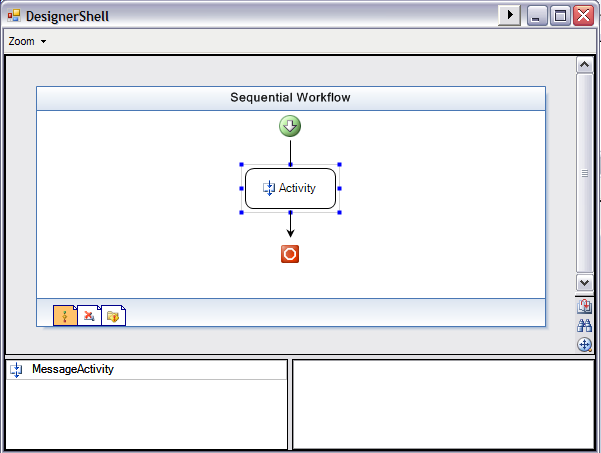 DesignerShell
Zoom
Sequential Workflow
Activity
MessageActivity